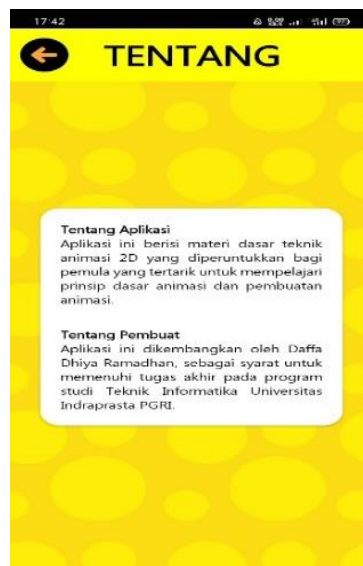 17:42
TENTANG
Tentang Aplikasi
Aplikasi ini berisi materi dasar teknik
animasi 2D yang diperuntukkan bagi
pemula yang tertarik untuk mempelajari
prinsip dasar animasi dan pembuatan
animasi.
Tentang Pembuat
Aplikasi ini dikembangkan oleh Daffa
Dhiya Ramadhan, sebagai syarat untuk
memenuhi tugas akhir pada program
studi Teknik Informatika Universitas
Indraprasta PGRI.